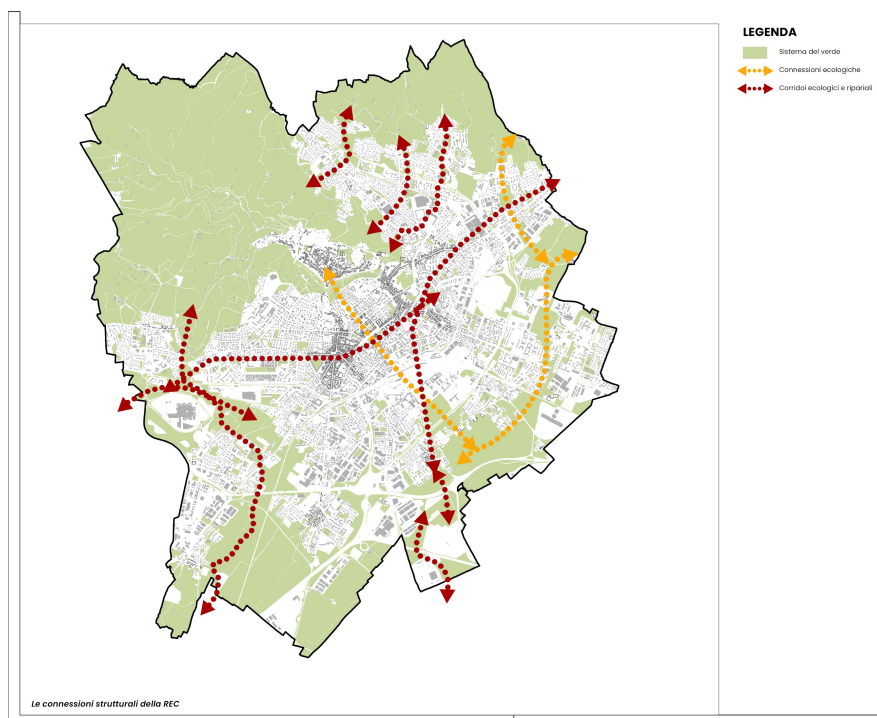 LEGENDA
Sistema del verde
Connessioni ecologiche
Corridoi ecologici e ripariali
Le connessioni strutturali della REC